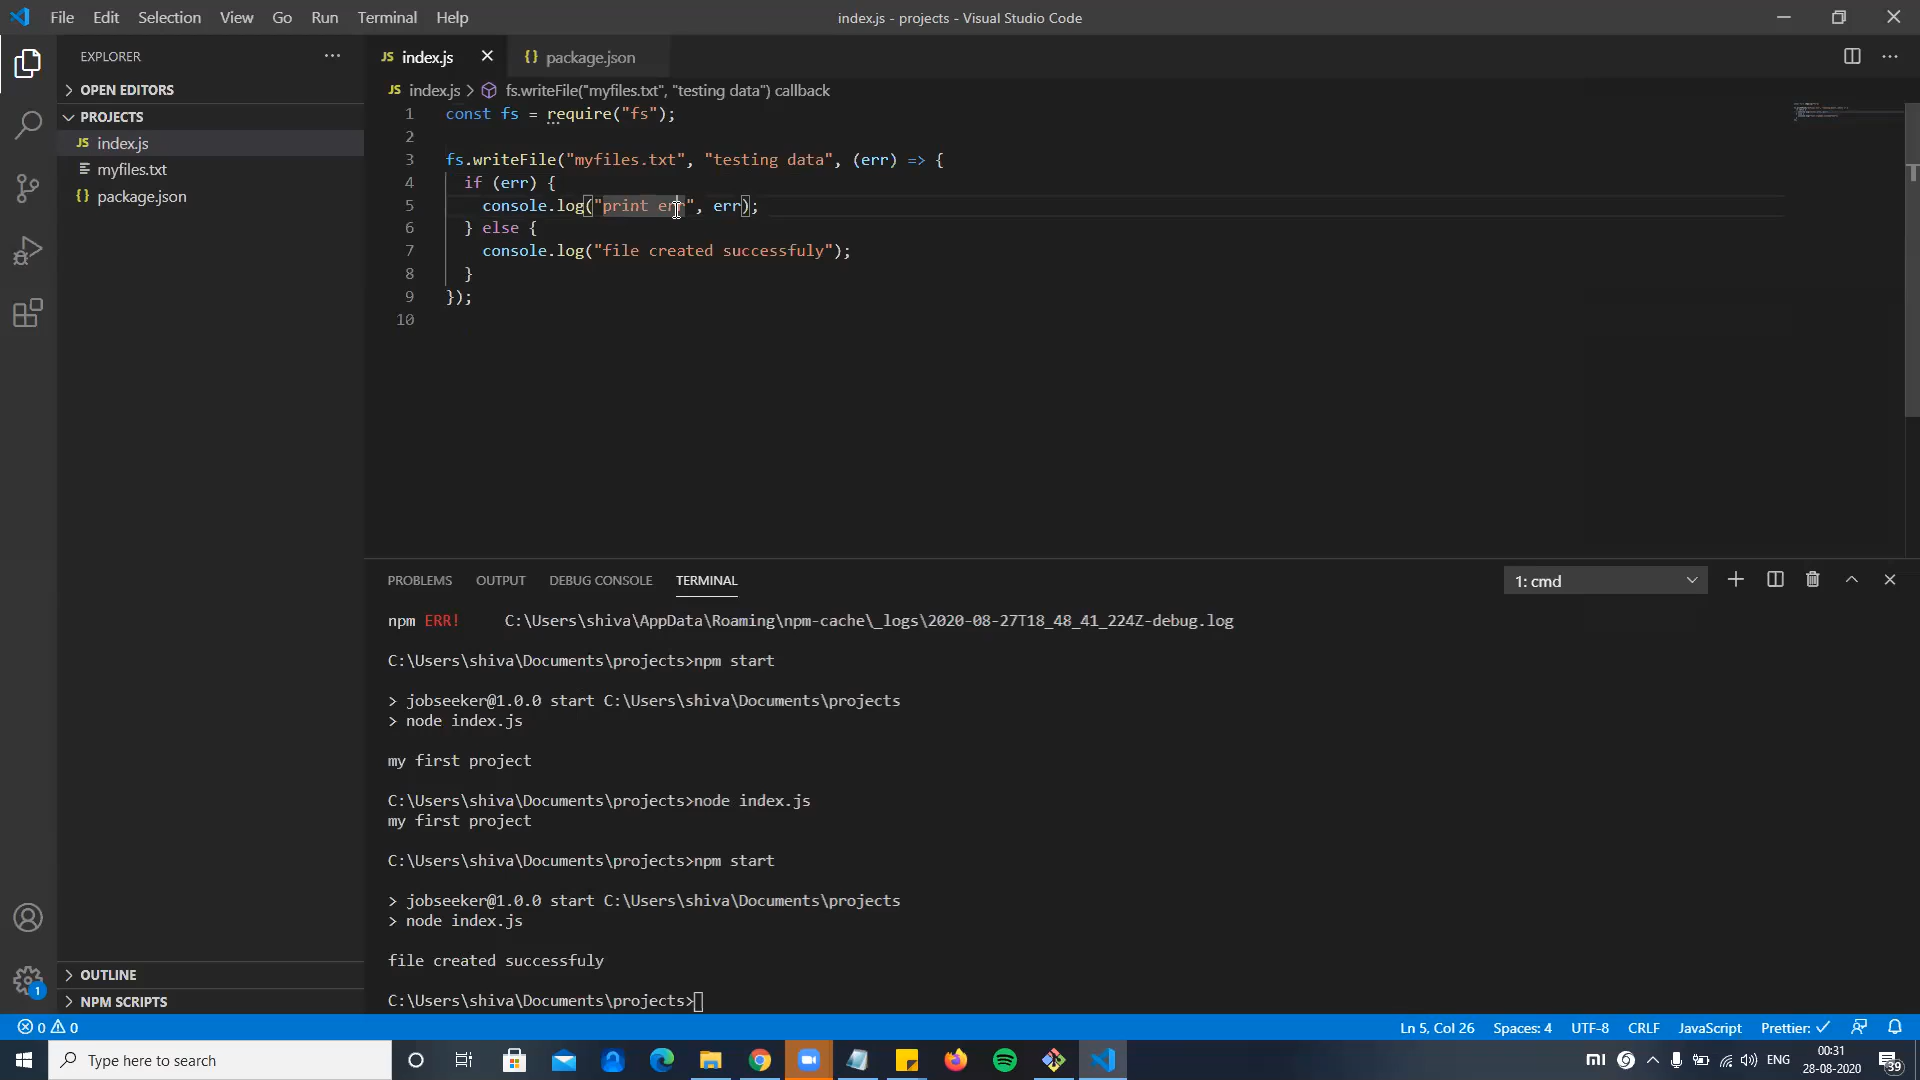 File Edit Selection View Go Run Terminal Help
index.js - projects - Visual Studio Code
EXPLORER
OPEN EDITORS
PROJECTS
JS index.js
myfiles.txt
{} package.json
OUTLINE
NPM SCRIPTS
JS index.js
{} package.json
JS index.js > fs.writeFile("myfiles.txt", "testing data") callback
1 const fs = require("fs");
2
3 fs.writeFile("myfiles.txt", "testing data", (err) => {
4 if (err) {
5 console.log("print err", err);
6 } else {
7 console.log("file created successfuly");
8 }
9 });
10
PROBLEMS OUTPUT DEBUG CONSOLE TERMINAL
1: cmd
npm ERR! C:\Users\shiva\AppData\Roaming\npm-cache\_logs\2020-08-27T18_48_41_224Z-debug.log
C:\Users\shiva\Documents\projects>npm start
> jobseeker@1.0.0 start C:\Users\shiva\Documents\projects
> node index.js
my first project
C:\Users\shiva\Documents\projects>node index.js
my first project
C:\Users\shiva\Documents\projects>npm start
> jobseeker@1.0.0 start C:\Users\shiva\Documents\projects
> node index.js
file created successfuly
C:\Users\shiva\Documents\projects>
1
0 0
Ln 5, Col 26 Spaces: 4 UTF-8 CRLF JavaScript Prettier: ✓
Type here to search
mi
ENG
00:31
28-08-2020
39